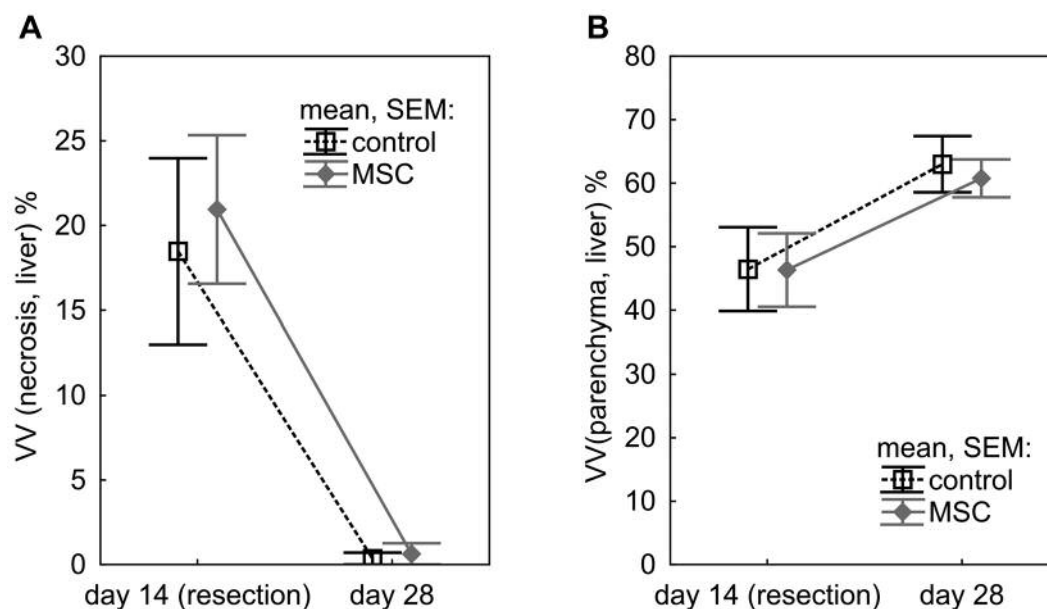 A
VV (necrosis, liver) %
30
25
20
15
10
5
0
mean, SEM:
control
MSC
day 14 (resection)
day 28
B
VV(parenchyma, liver) %
80
70
60
50
40
30
20
10
0
mean, SEM:
control
MSC
day 14 (resection)
day 28